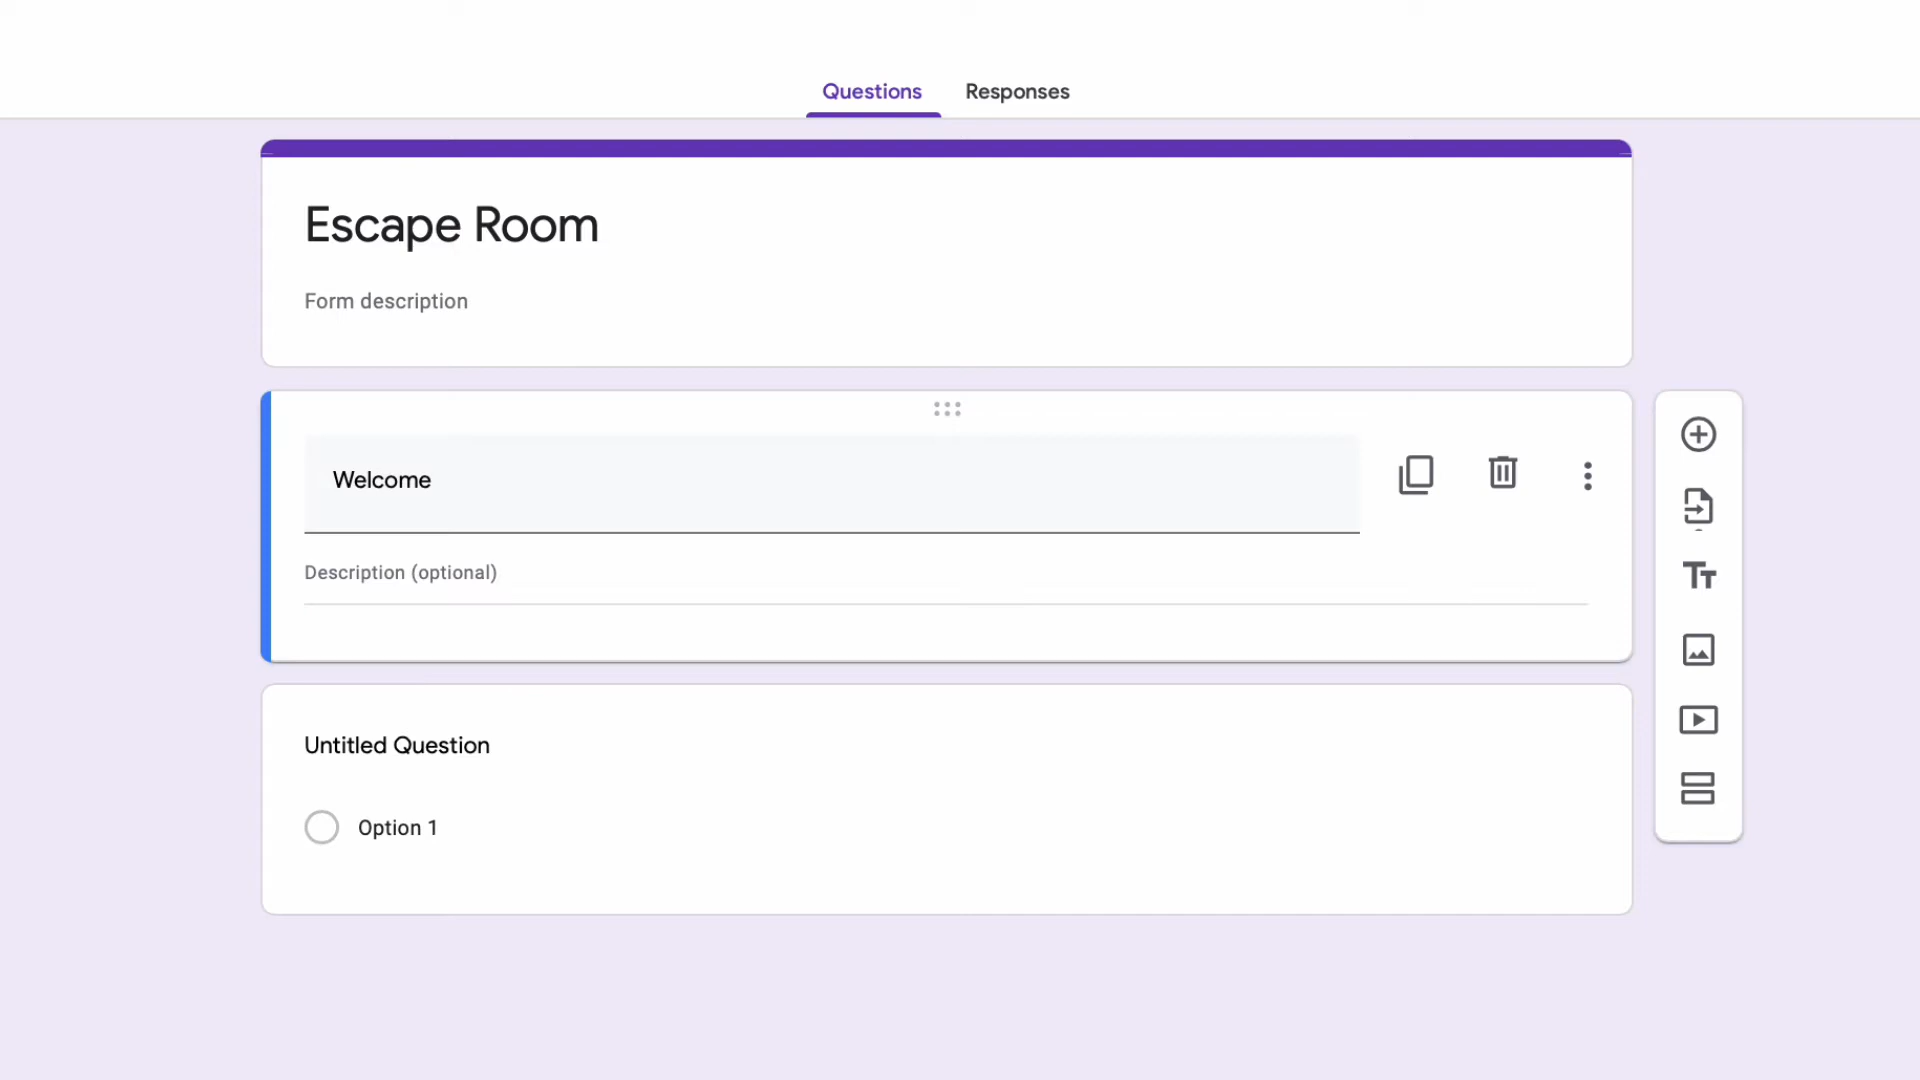 Questions Responses
Escape Room
Form description
Welcome
Description (optional)
Untitled Question
Option 1